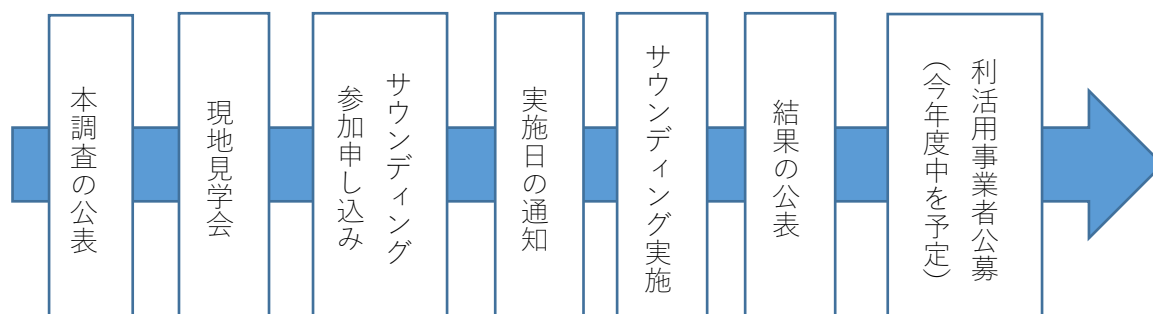 本調査の公表
現地見学会
サウンディング
参加申し込み
実施日の通知
サウンディング実施
結果の公表
利活用事業者公募
（今年度中を予定）